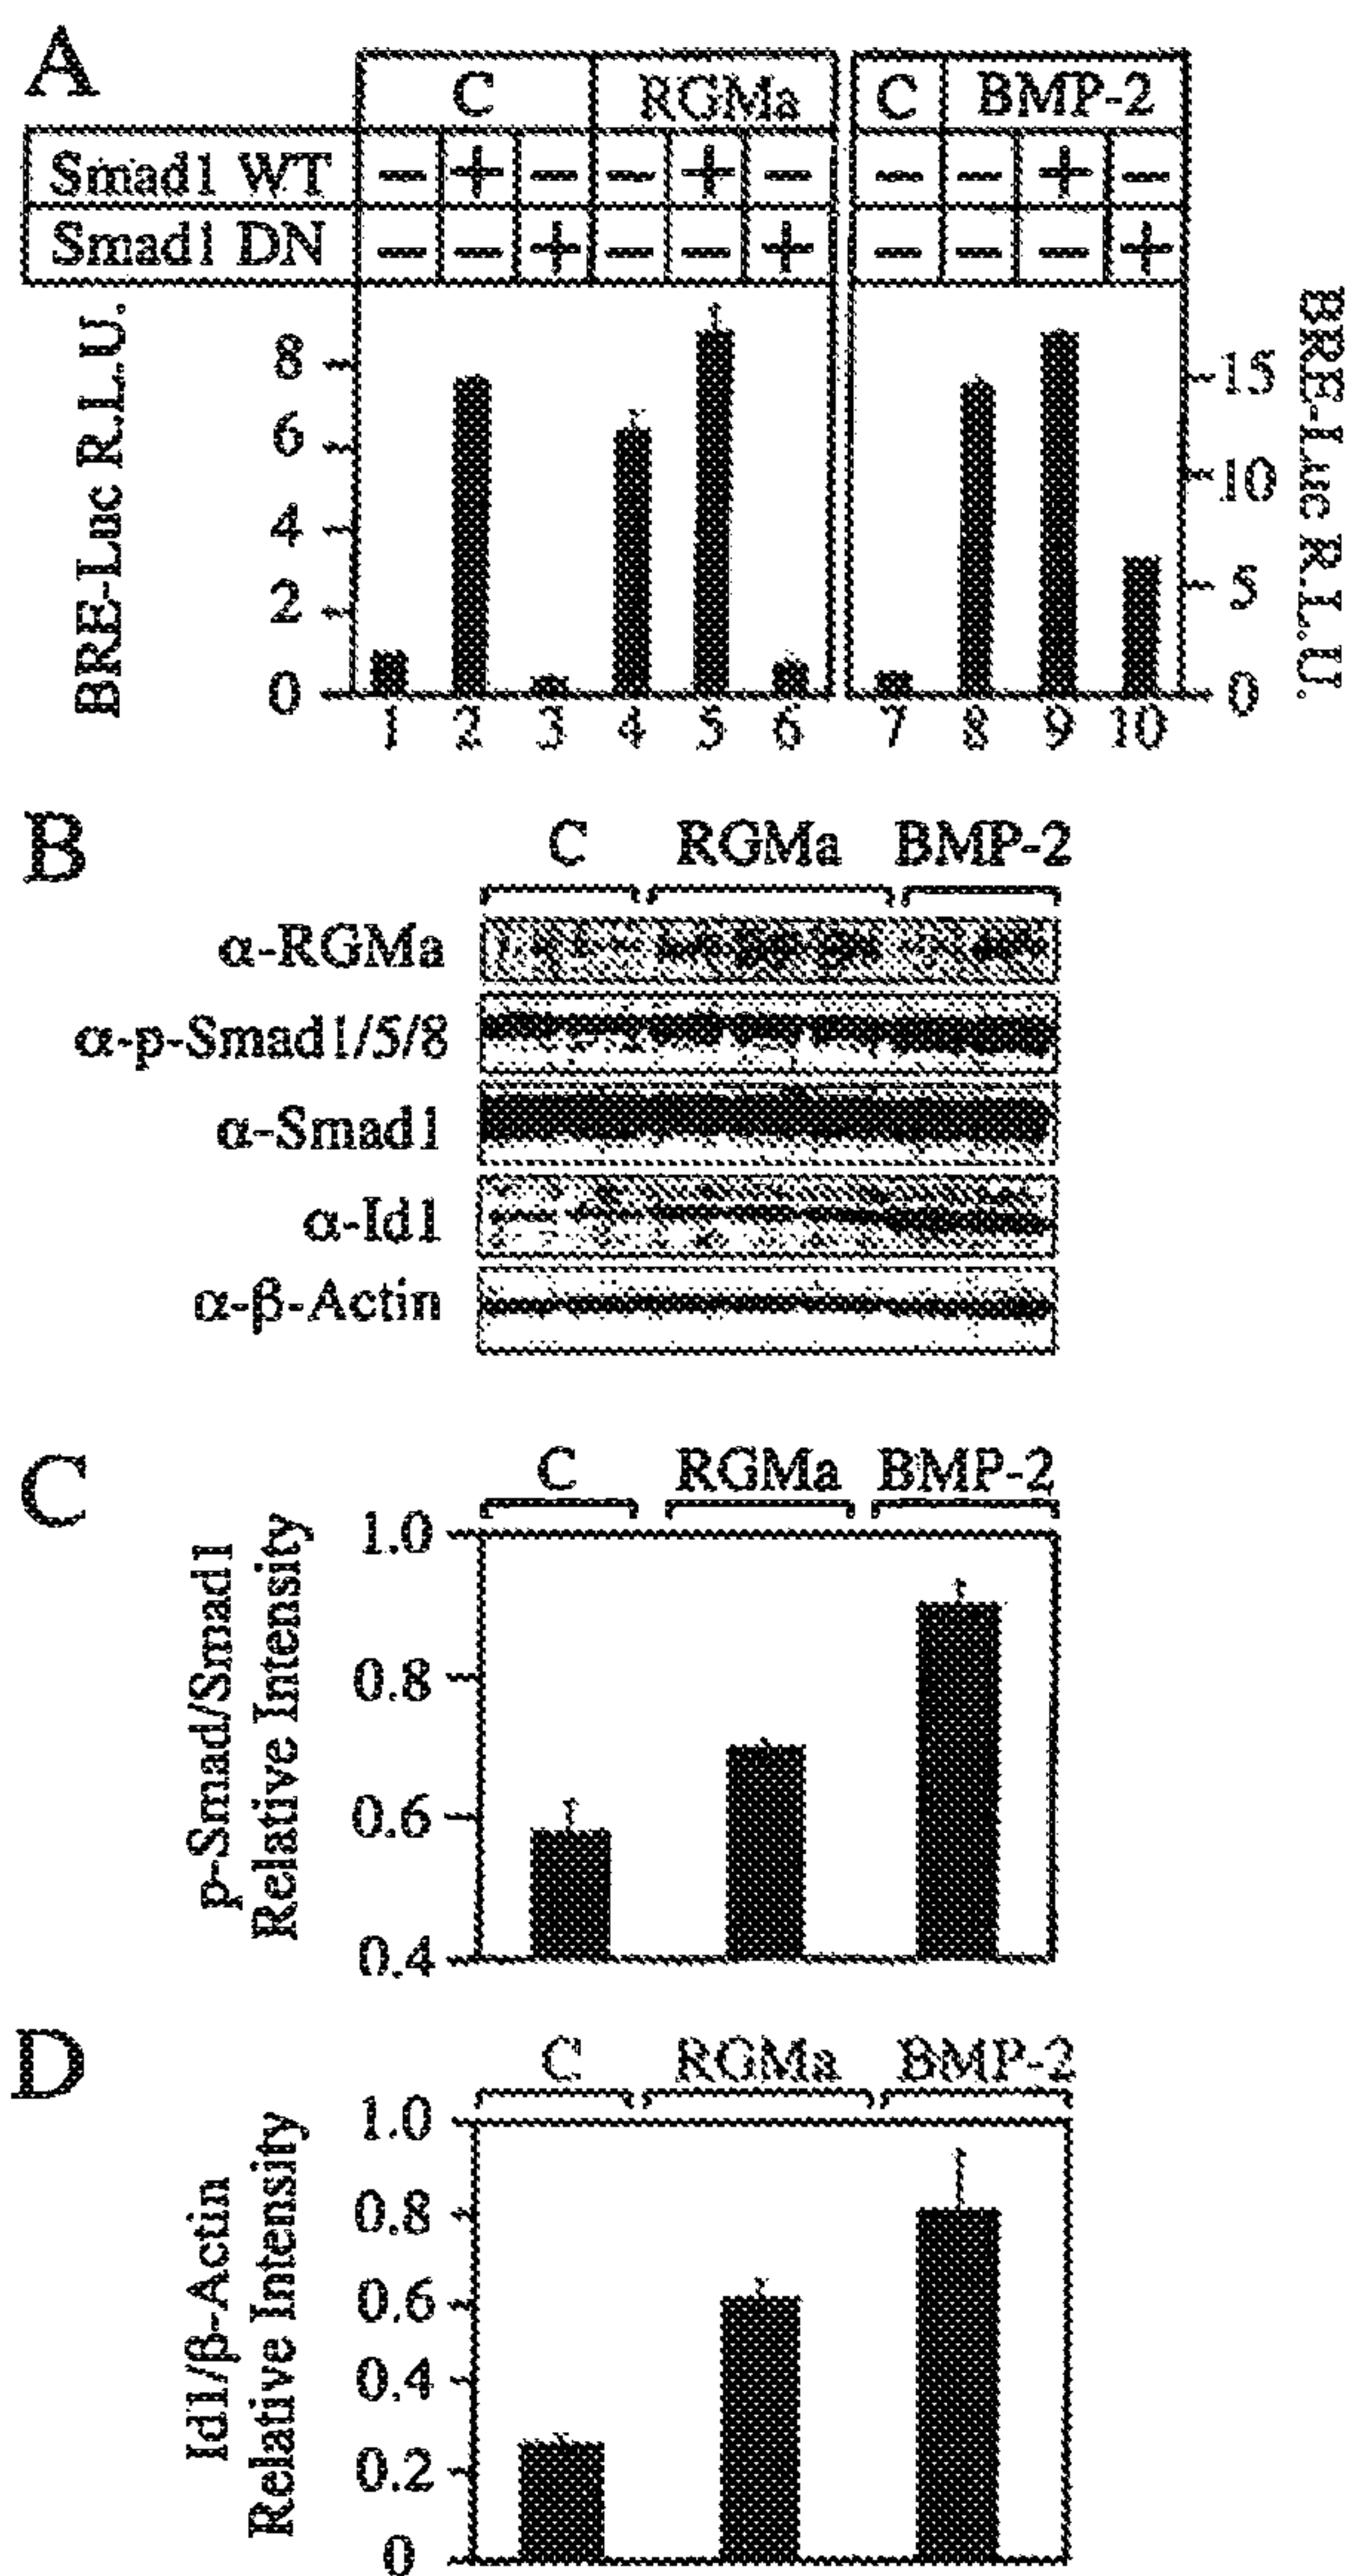 A
C RGMa C BMP-2
Smad1 WT − + − − + − − − + −
Smad1 DN − − + − − + − − − +
BRE-Luc R.L.U.
8
6
4
2
0
15
10
5
0
BRE-Luc R.L.U.
1 2 3 4 5 6 7 8 9 10
B
C RGMa BMP-2
α-RGMa
α-p-Smad1/5/8
α-Smad1
α-Id1
α-β-Actin
C
C RGMa BMP-2
p-Smad/Smad1
Relative Intensity
1.0
0.8
0.6
0.4
D
C RGMa BMP-2
Id1/β-Actin
Relative Intensity
1.0
0.8
0.6
0.4
0.2
0